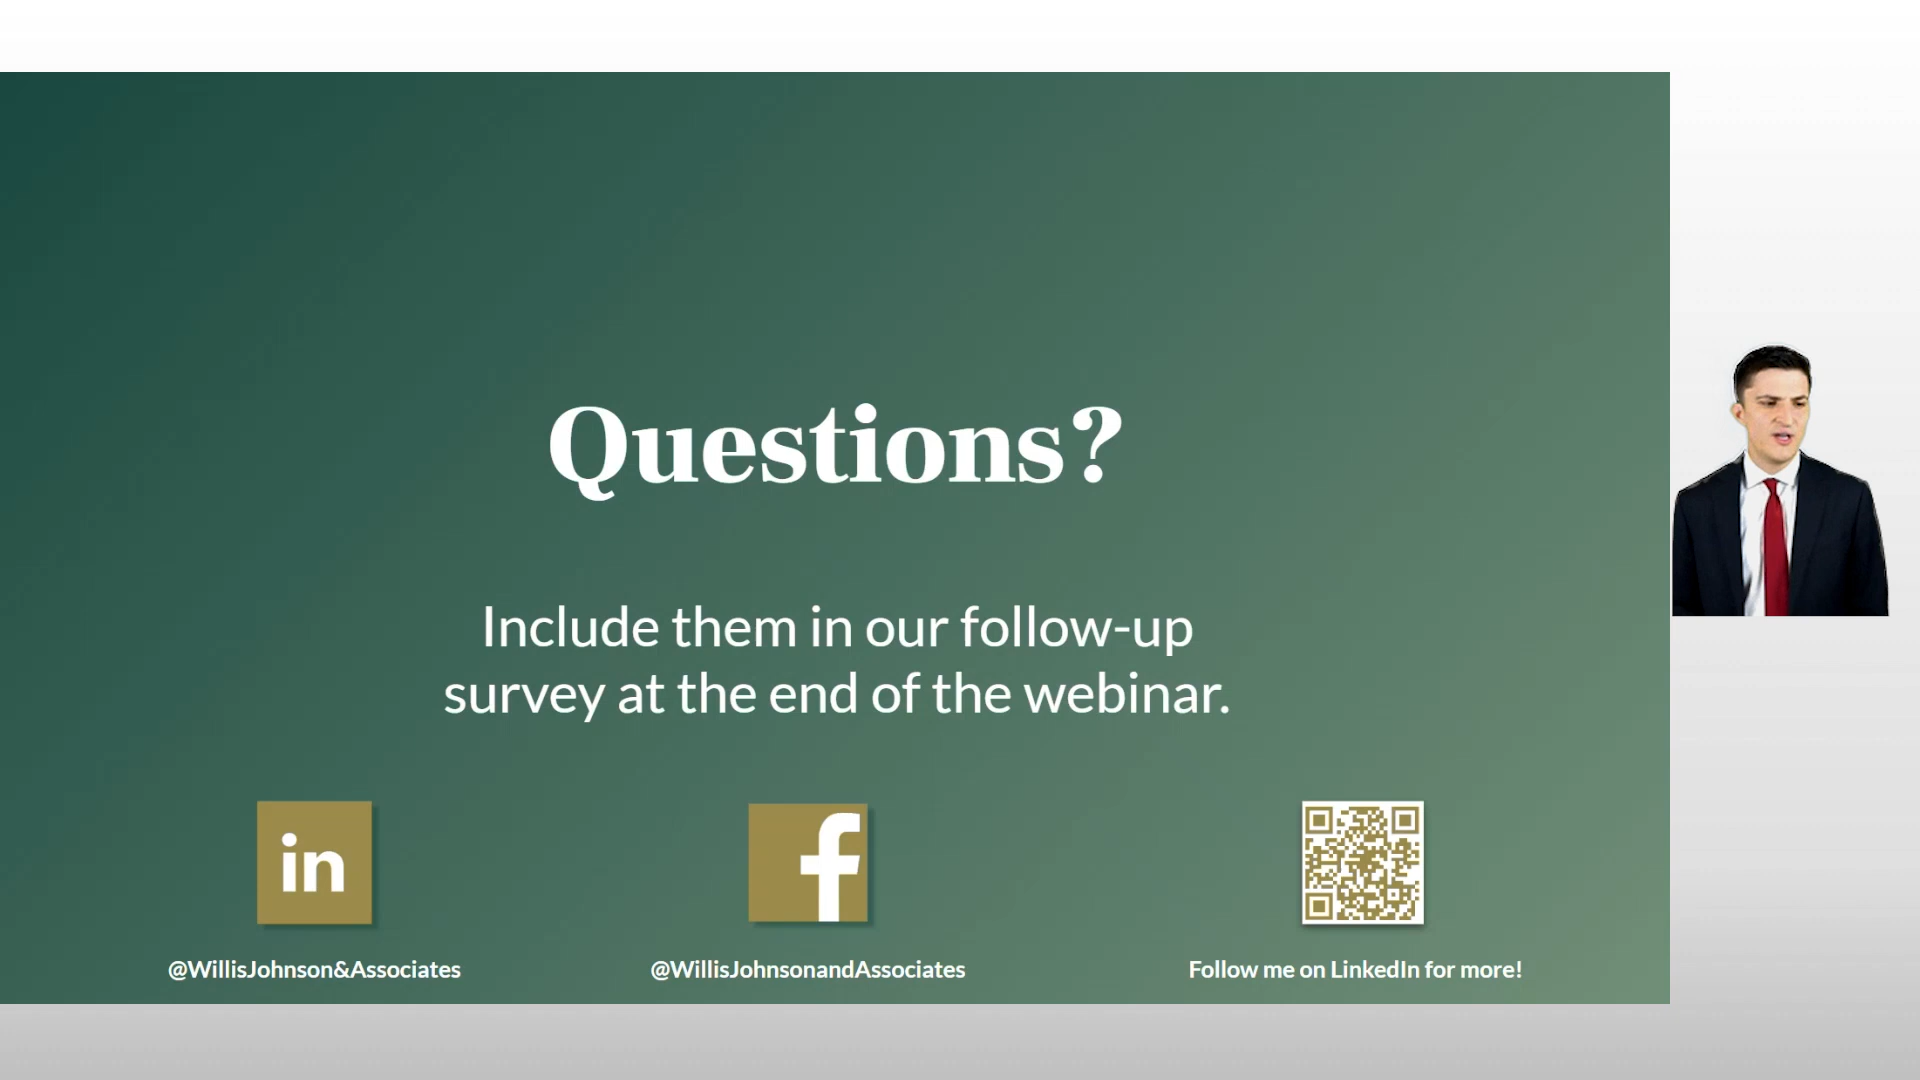 Questions?
Include them in our follow-up
survey at the end of the webinar.
in
f
@WillisJohnson&Associates
@WillisJohnsonandAssociates
Follow me on LinkedIn for more!